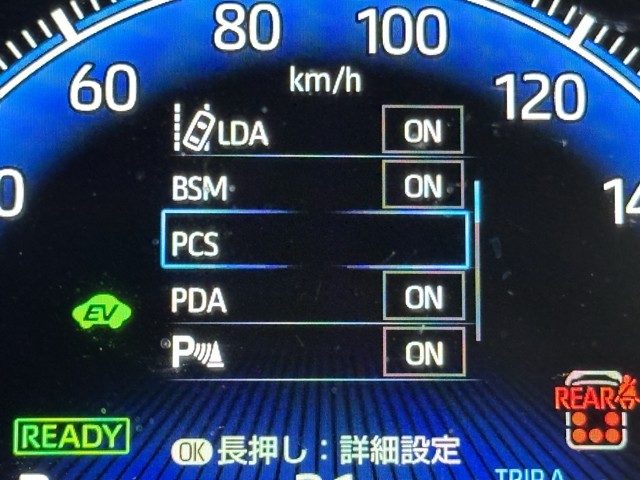 80 100
60 km/h 120
LDA ON
BSM ON
PCS
PDA ON
EV
P ON
REAR
READY
OK 長押し：詳細設定
TRIP A